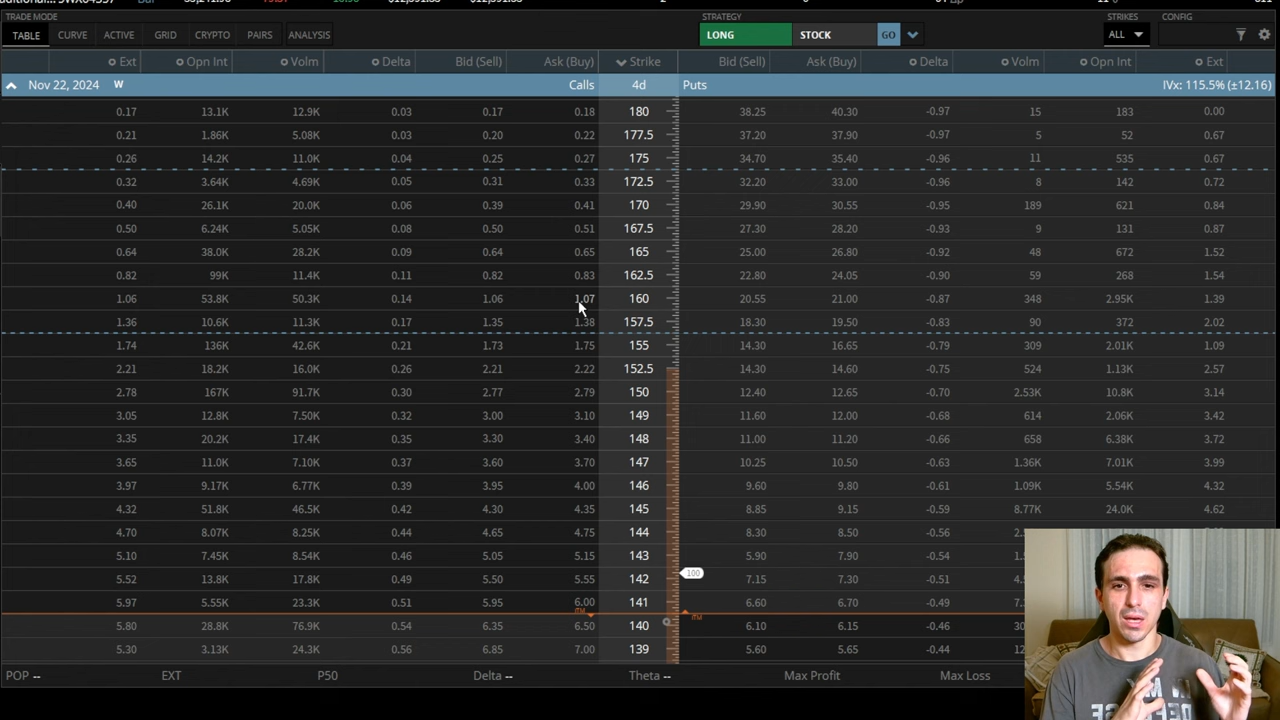 TRADE MODE STRATEGY STRIKES CONFIG
TABLE CURVE ACTIVE GRID CRYPTO PAIRS ANALYSIS LONG STOCK GO ALL
Ext Opn Int Volm Delta Bid (Sell) Ask (Buy) Strike Bid (Sell) Ask (Buy) Delta Volm Opn Int Ext
Nov 22, 2024 W Calls 4d Puts IVx: 115.5% (±12.16)
0.17 13.1K 12.9K 0.03 0.17 0.18 180 38.25 40.30 -0.97 15 183 0.00
0.21 1.86K 5.08K 0.03 0.20 0.22 177.5 37.20 37.90 -0.97 5 52 0.67
0.26 14.2K 11.0K 0.04 0.25 0.27 175 34.70 35.40 -0.96 11 535 0.67
0.32 3.64K 4.69K 0.05 0.31 0.33 172.5 32.20 33.00 -0.96 8 142 0.72
0.40 26.1K 20.0K 0.06 0.39 0.41 170 29.90 30.55 -0.95 189 621 0.84
0.50 6.24K 5.05K 0.08 0.50 0.51 167.5 27.30 28.20 -0.93 9 131 0.87
0.64 38.0K 28.2K 0.09 0.64 0.65 165 25.00 26.80 -0.92 48 672 1.52
0.82 99K 11.4K 0.11 0.82 0.83 162.5 22.80 24.05 -0.90 59 268 1.54
1.06 53.8K 50.3K 0.14 1.06 1.07 160 20.55 21.00 -0.87 348 2.95K 1.39
1.36 10.6K 11.3K 0.17 1.35 1.38 157.5 18.30 19.50 -0.83 90 372 2.02
1.74 136K 42.6K 0.21 1.73 1.75 155 14.30 16.65 -0.79 309 2.01K 1.09
2.21 18.2K 16.0K 0.26 2.21 2.22 152.5 14.30 14.60 -0.75 524 1.13K 2.57
2.78 167K 91.7K 0.30 2.77 2.79 150 12.40 12.65 -0.70 2.53K 10.8K 3.14
3.05 12.8K 7.50K 0.32 3.00 3.10 149 11.60 12.00 -0.68 614 2.06K 3.42
3.35 20.2K 17.4K 0.35 3.30 3.40 148 11.00 11.20 -0.66 658 6.38K 3.72
3.65 11.0K 7.10K 0.37 3.60 3.70 147 10.25 10.50 -0.63 1.36K 7.01K 3.99
3.97 9.17K 6.77K 0.39 3.95 4.00 146 9.60 9.80 -0.61 1.09K 5.54K 4.32
4.32 51.8K 46.5K 0.42 4.30 4.35 145 8.85 9.15 -0.59 8.77K 24.0K 4.62
4.70 8.07K 8.25K 0.44 4.65 4.75 144 8.30 8.50 -0.56
5.10 7.45K 8.54K 0.46 5.05 5.15 143 5.90 7.90 -0.54
5.52 13.8K 17.8K 0.49 5.50 5.55 142 100 7.15 7.30 -0.51
5.97 5.55K 23.3K 0.51 5.95 6.00 141 6.60 6.70 -0.49
ITM ITM
5.80 28.8K 76.9K 0.54 6.35 6.50 140 6.10 6.15 -0.46
5.30 3.13K 24.3K 0.56 6.85 7.00 139 5.60 5.65 -0.44
POP -- EXT P50 Delta -- Theta -- Max Profit Max Loss